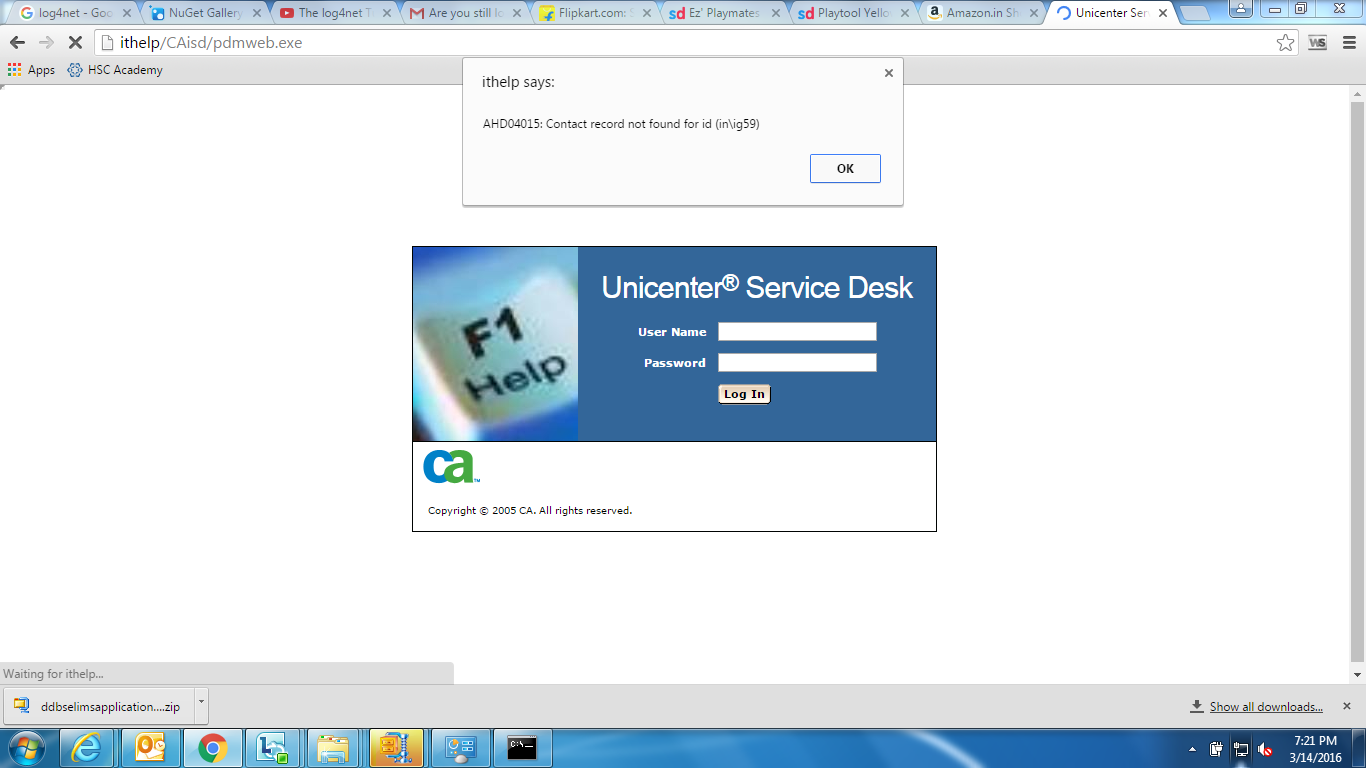 log4net - Goo
NuGet Gallery
The log4net Tu
Are you still lo
Flipkart.com: S
sd Ez' Playmates
sd Playtool Yello
Amazon.in Sh
Unicenter Ser
ithelp/CAisd/pdmweb.exe
Apps
HSC Academy
ithelp says:
AHD04015: Contact record not found for id (in\ig59)
OK
F1
Help
Unicenter® Service Desk
User Name
Password
Log In
ca™
Copyright © 2005 CA. All rights reserved.
Waiting for ithelp...
ddbselimsapplication....zip
Show all downloads...
7:21 PM
3/14/2016